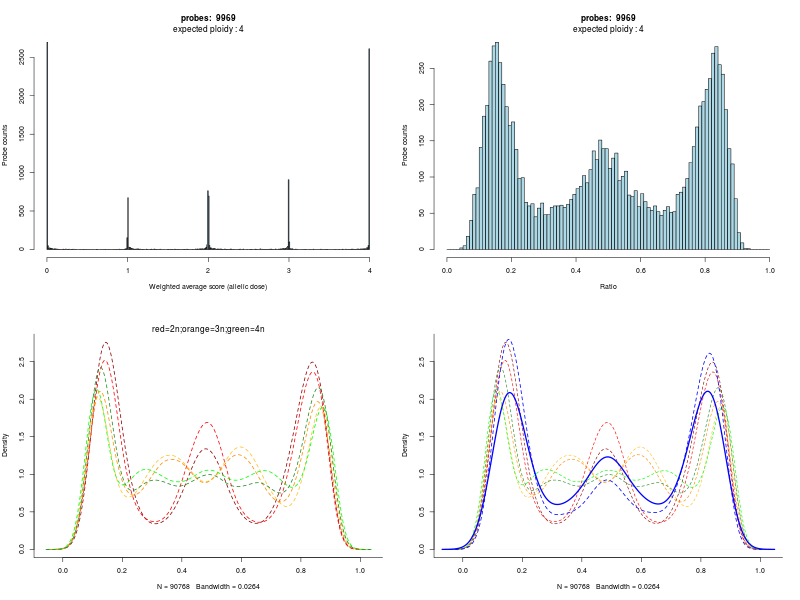 probes: 9969
expected ploidy : 4
Probe counts
2500
2000
1500
1000
500
0
0 1 2 3 4
Weighted average score (allelic dose)
probes: 9969
expected ploidy : 4
Probe counts
250
200
150
100
50
0
0.0 0.2 0.4 0.6 0.8 1.0
Ratio
red=2n;orange=3n;green=4n
Density
2.5
2.0
1.5
1.0
0.5
0.0
0.0 0.2 0.4 0.6 0.8 1.0
N = 90768 Bandwidth = 0.0264
Density
2.5
2.0
1.5
1.0
0.5
0.0
0.0 0.2 0.4 0.6 0.8 1.0
N = 90768 Bandwidth = 0.0264